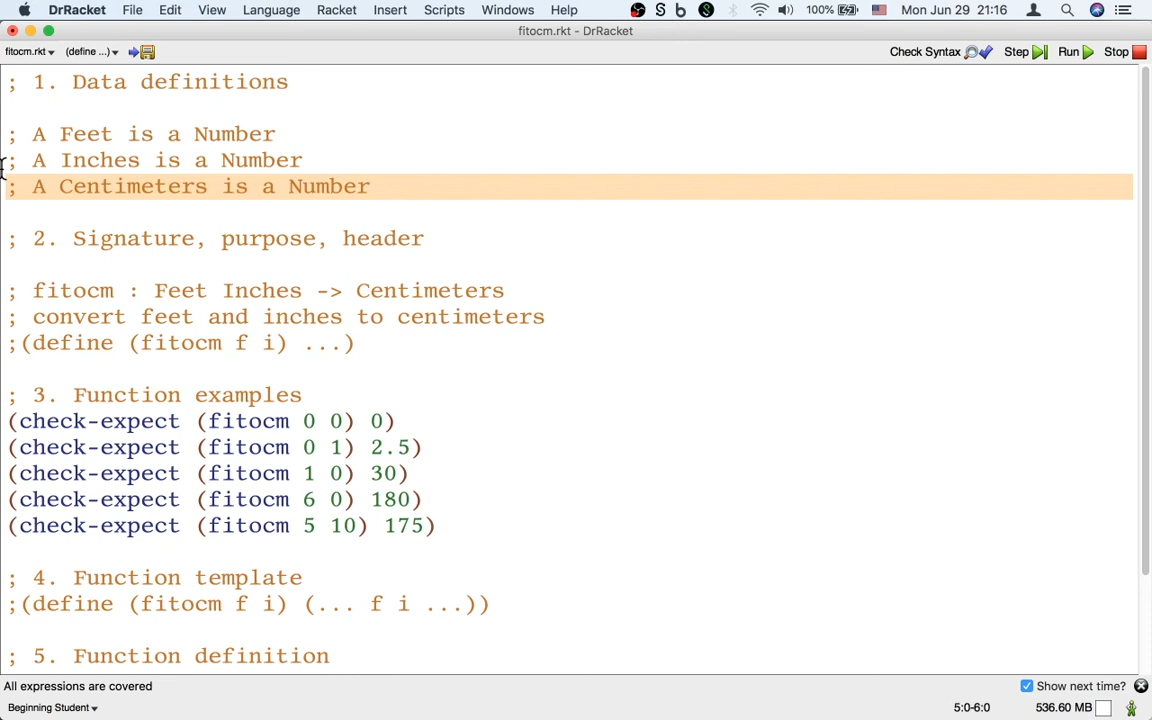 DrRacket File Edit View Language Racket Insert Scripts Windows Help 100% Mon Jun 29 21:16
fitocm.rkt - DrRacket
fitocm.rkt (define ...) Check Syntax Step Run Stop
; 1. Data definitions
; A Feet is a Number
; A Inches is a Number
; A Centimeters is a Number
; 2. Signature, purpose, header
; fitocm : Feet Inches -> Centimeters
; convert feet and inches to centimeters
;(define (fitocm f i) ...)
; 3. Function examples
(check-expect (fitocm 0 0) 0)
(check-expect (fitocm 0 1) 2.5)
(check-expect (fitocm 1 0) 30)
(check-expect (fitocm 6 0) 180)
(check-expect (fitocm 5 10) 175)
; 4. Function template
;(define (fitocm f i) (... f i ...))
; 5. Function definition
All expressions are covered Show next time?
Beginning Student 5:0-6:0 536.60 MB